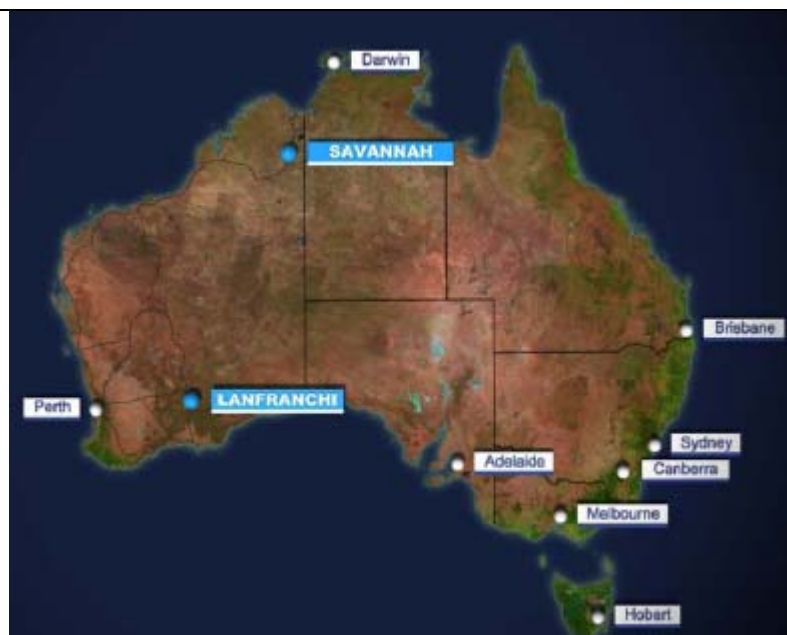 Darwin
SAVANNAH
Brisbane
LANFRANCHI
Perth
Sydney
Adelaide
Canberra
Melbourne
Hobart